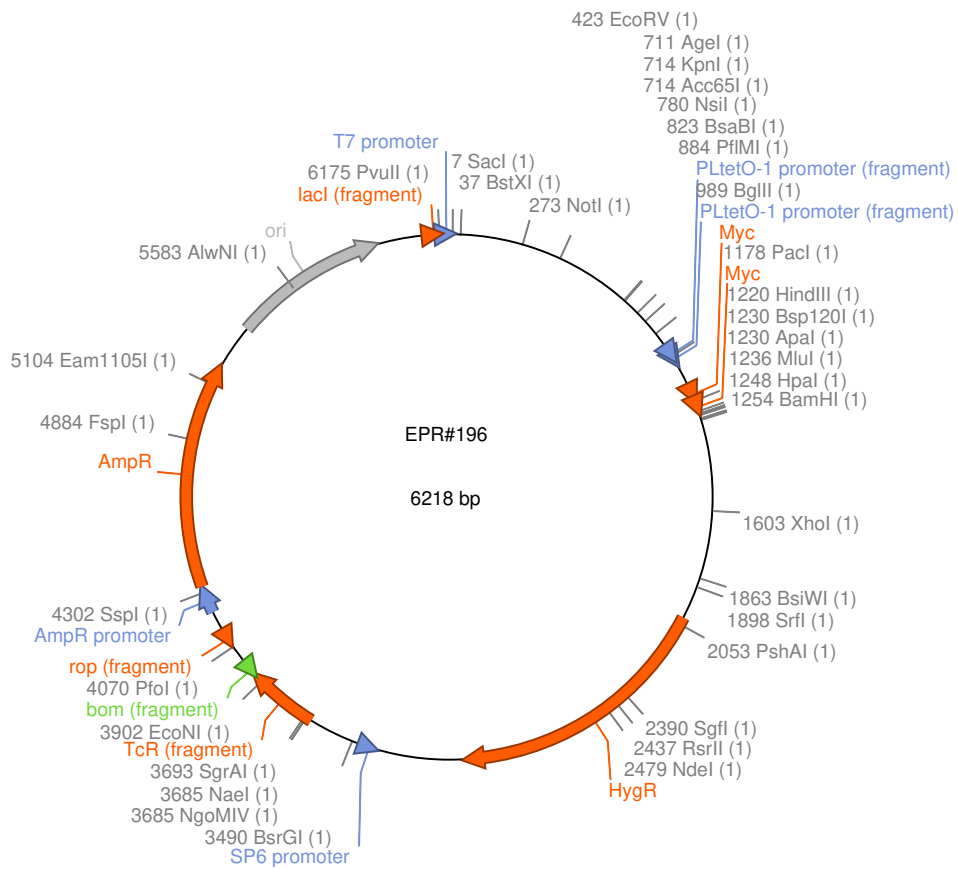 423 EcoRV (1)
711 AgeI (1)
714 KpnI (1)
714 Acc65I (1)
780 NsiI (1)
823 BsaBI (1)
884 PflMI (1)
PLtetO-1 promoter (fragment)
989 BglII (1)
PLtetO-1 promoter (fragment)
Myc
1178 PacI (1)
Myc
1220 HindIII (1)
1230 Bsp120I (1)
1230 ApaI (1)
1236 MluI (1)
1248 HpaI (1)
1254 BamHI (1)
1603 XhoI (1)
1863 BsiWI (1)
1898 SrfI (1)
2053 PshAI (1)
2390 SgfI (1)
2437 RsrII (1)
2479 NdeI (1)
HygR
T7 promoter
7 SacI (1)
6175 PvuII (1)
37 BstXI (1)
lacI (fragment)
273 NotI (1)
ori
5583 AlwNI (1)
5104 Eam1105I (1)
4884 FspI (1)
AmpR
EPR#196
6218 bp
4302 SspI (1)
AmpR promoter
rop (fragment)
4070 PfoI (1)
bom (fragment)
3902 EcoNI (1)
TcR (fragment)
3693 SgrAI (1)
3685 NaeI (1)
3685 NgoMIV (1)
3490 BsrGI (1)
SP6 promoter